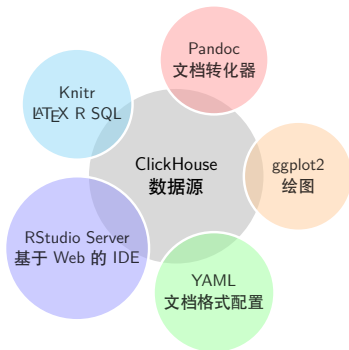 Pandoc
文档转化器
Knitr
LATEX R SQL
ClickHouse
数据源
ggplot2
绘图
RStudio Server
基于 Web 的 IDE
YAML
文档格式配置